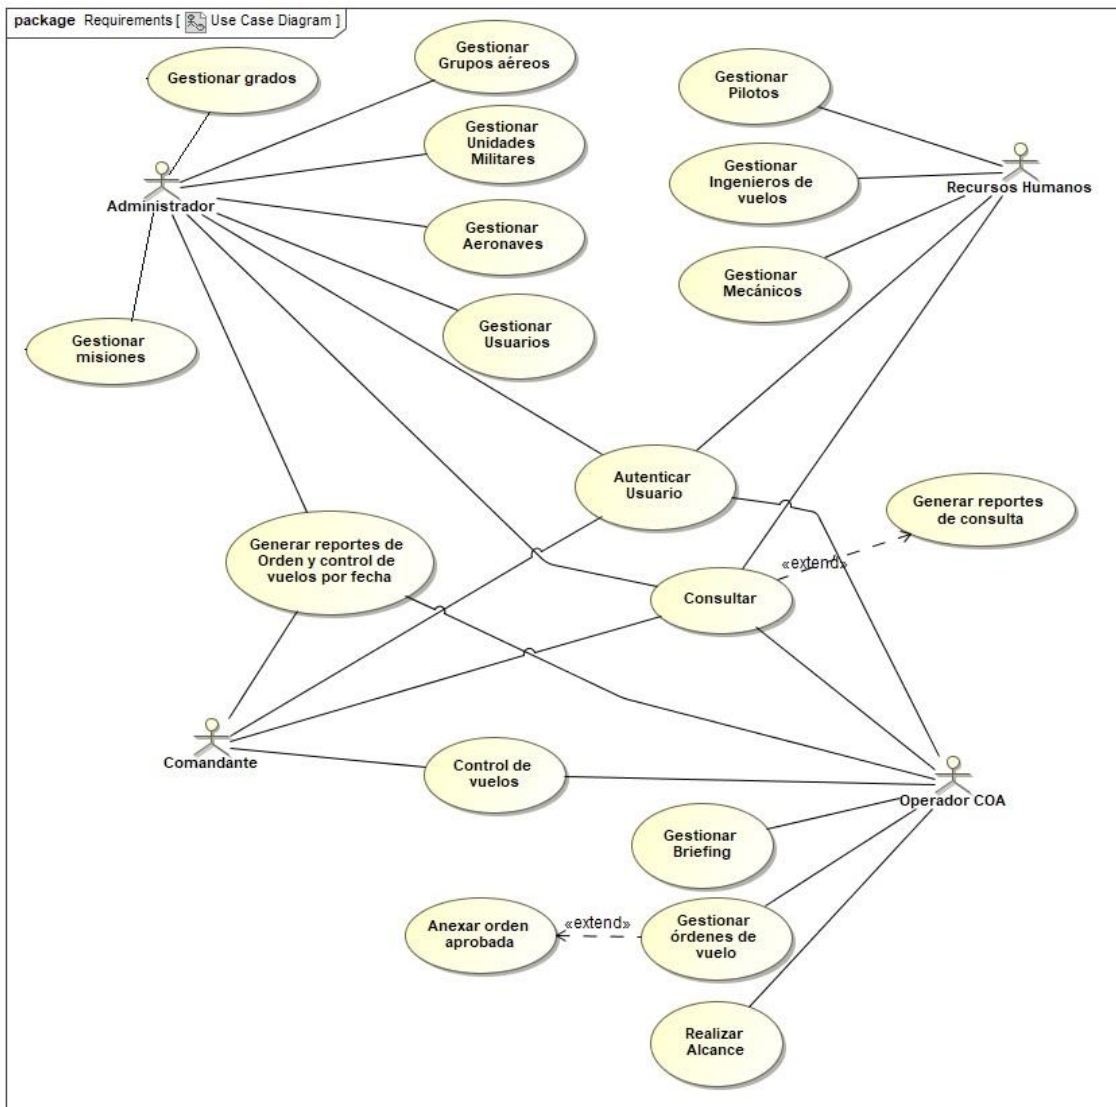 package Requirements [ Use Case Diagram ]
Gestionar grados
Gestionar
Grupos aéreos
Gestionar
Pilotos
Gestionar
Unidades
Militares
Gestionar
Ingenieros de
vuelos
Administrador
Recursos Humanos
Gestionar
Aeronaves
Gestionar
Mecánicos
Gestionar
misiones
Gestionar
Usuarios
Autenticar
Usuario
Generar reportes
de consulta
Generar reportes de
Orden y control de
vuelos por fecha
«extend»
Consultar
Comandante
Control de
vuelos
Operador COA
Gestionar
Briefing
Anexar orden
aprobada
«extend»
Gestionar
órdenes de
vuelo
Realizar
Alcance